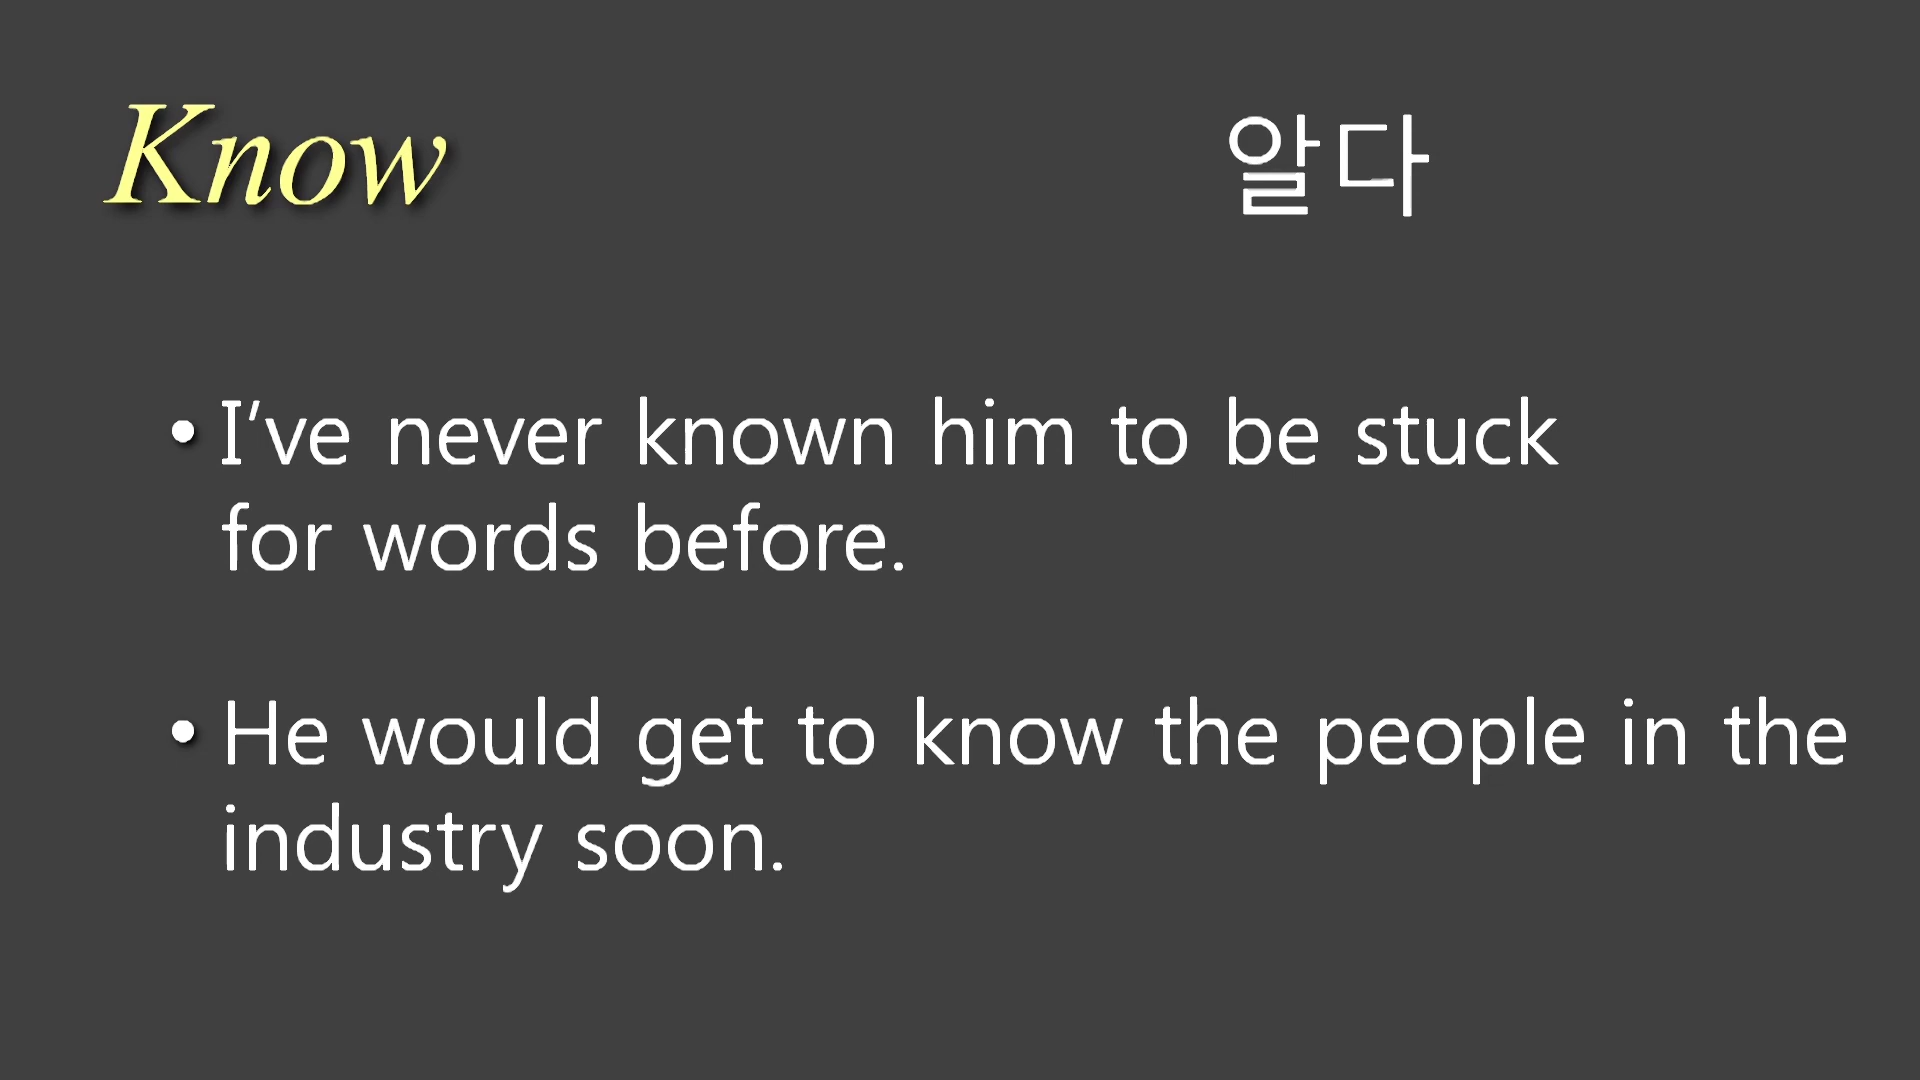 Know 알다
• I've never known him to be stuck
for words before.
• He would get to know the people in the
industry soon.